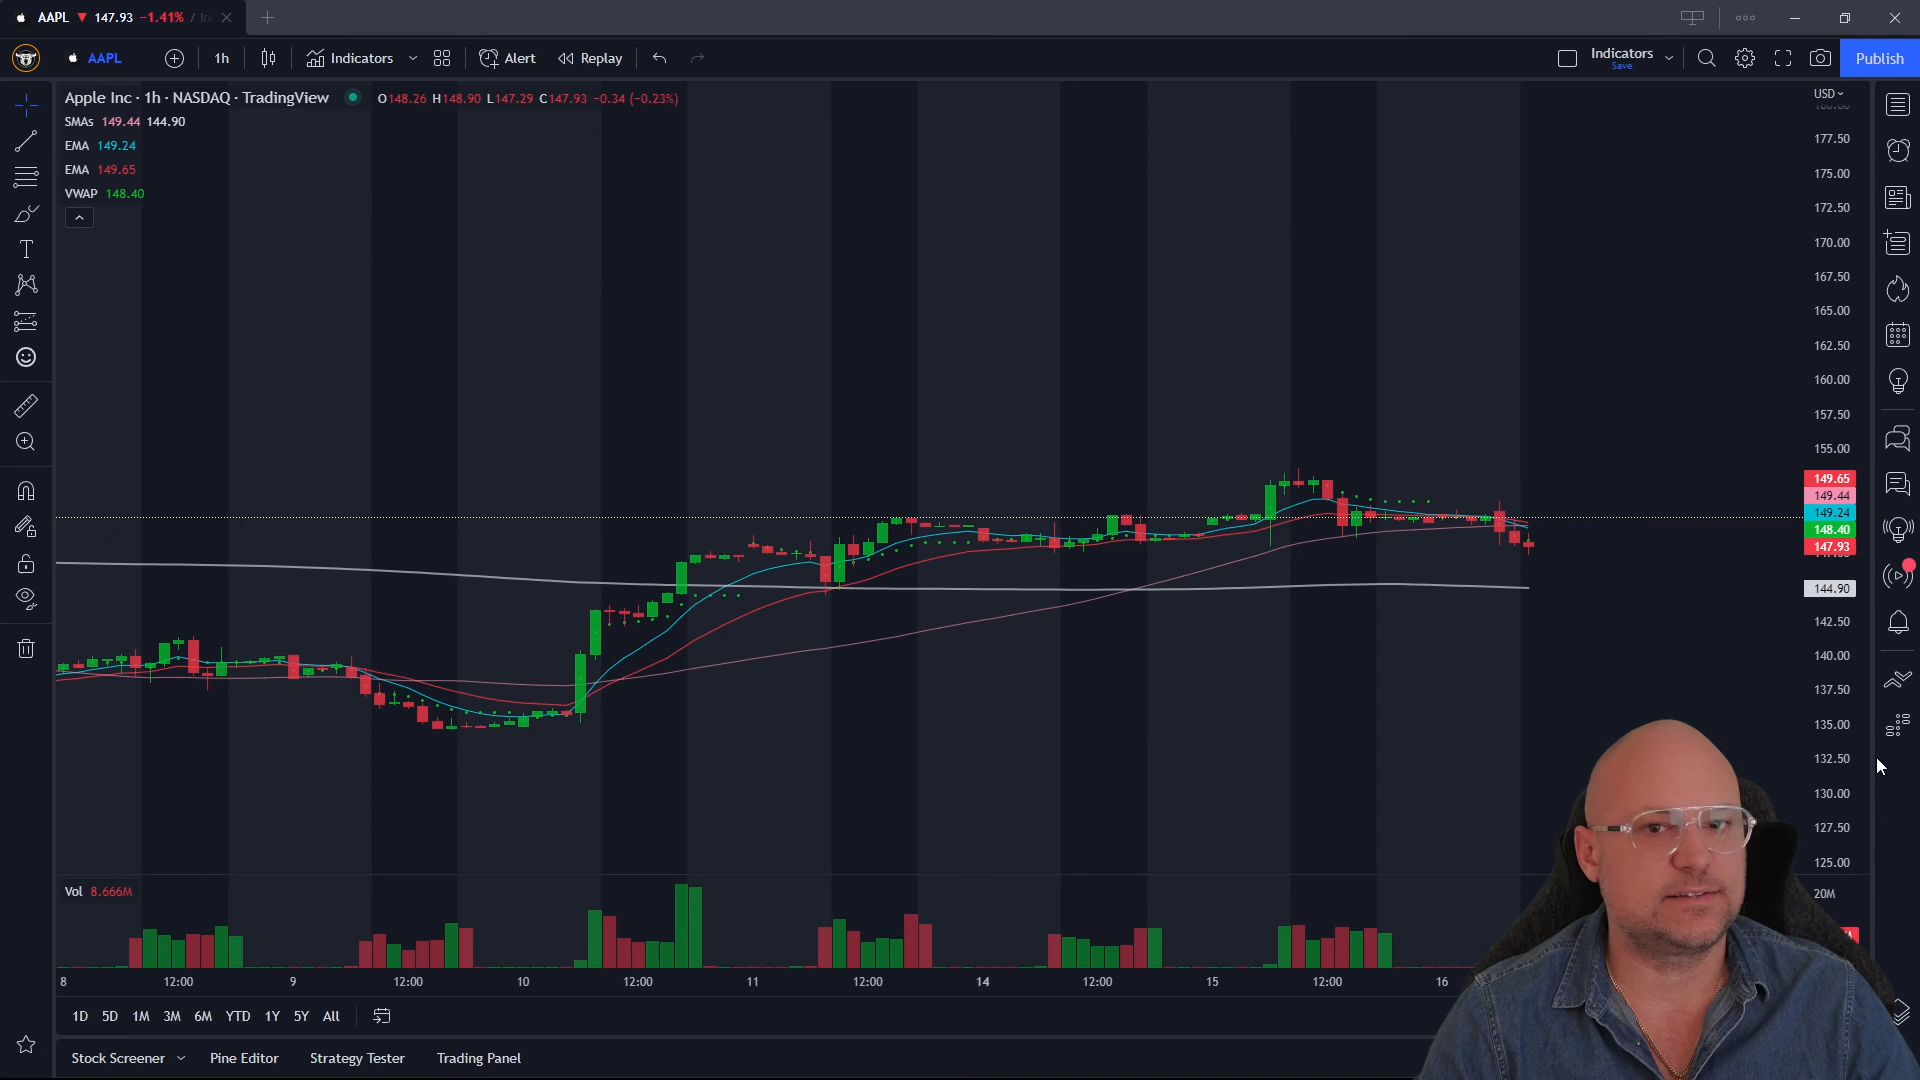 AAPL ▼ 147.93 −1.41% /
AAPL 1h Indicators Alert Replay Indicators Save Publish
Apple Inc · 1h · NASDAQ · TradingView O148.26 H148.90 L147.29 C147.93 −0.34 (−0.23%)
SMAs 149.44 144.90
EMA 149.24
EMA 149.65
VWAP 148.40
USD
177.50
175.00
172.50
170.00
167.50
165.00
162.50
160.00
157.50
155.00
149.65
149.44
149.24
148.40
147.93
144.90
142.50
140.00
137.50
135.00
132.50
130.00
127.50
125.00
Vol 8.666M
20M
8 12:00 9 12:00 10 12:00 11 12:00 14 12:00 15 12:00 16
1D 5D 1M 3M 6M YTD 1Y 5Y All
Stock Screener Pine Editor Strategy Tester Trading Panel